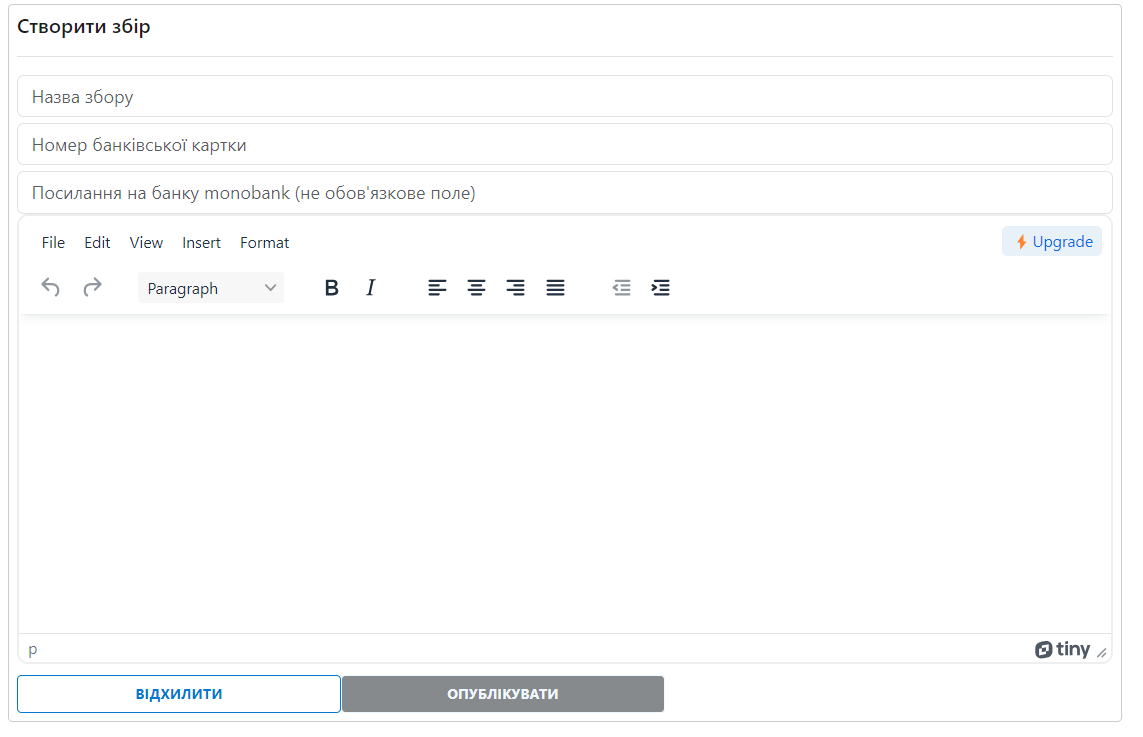 Створити збір
Назва збору
Номер банківської картки
Посилання на банку monobank (не обов'язкове поле)
File Edit View Insert Format Upgrade
Paragraph B I
p tiny
ВІДХИЛИТИ ОПУБЛІКУВАТИ